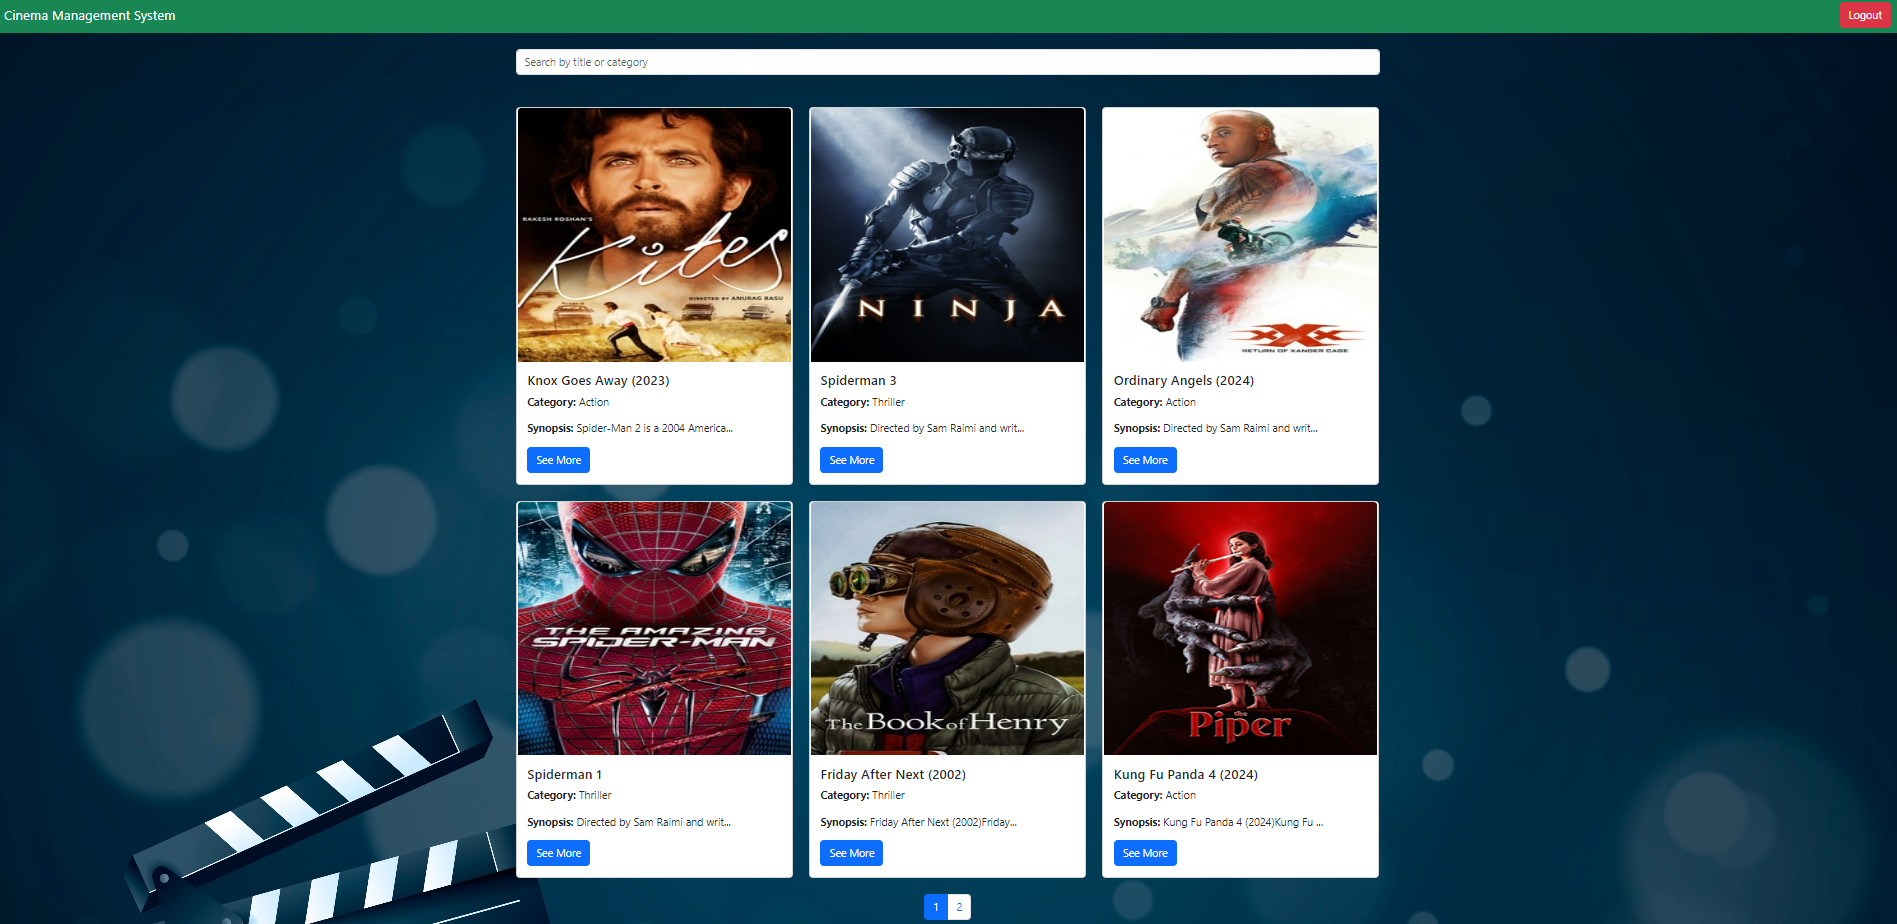 Cinema Management System
Logout
Search by title or category
RAKESH ROSHAN'S
Kites
DIRECTED BY ANURAG BASU
Knox Goes Away (2023)
Category: Action
Synopsis: Spider-Man 2 is a 2004 America...
See More
NINJA
Spiderman 3
Category: Thriller
Synopsis: Directed by Sam Raimi and writ...
See More
xXx
RETURN OF XANDER CAGE
Ordinary Angels (2024)
Category: Action
Synopsis: Directed by Sam Raimi and writ...
See More
THE AMAZING
SPIDER-MAN
Spiderman 1
Category: Thriller
Synopsis: Directed by Sam Raimi and writ...
See More
The Book of Henry
Friday After Next (2002)
Category: Thriller
Synopsis: Friday After Next (2002)Friday...
See More
the
Piper
Kung Fu Panda 4 (2024)
Category: Action
Synopsis: Kung Fu Panda 4 (2024)Kung Fu ...
See More
1 2